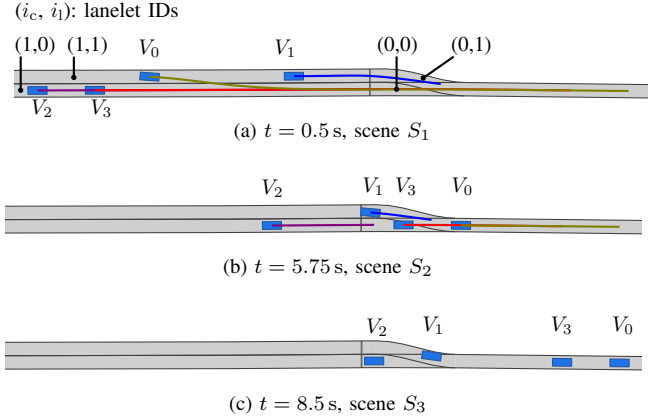 (i_c, i_l): lanelet IDs
(1,0) (1,1) V_0 V_1 (0,0) (0,1)
V_2 V_3
(a) t = 0.5 s, scene S_1
V_2 V_1 V_3 V_0
(b) t = 5.75 s, scene S_2
V_2 V_1 V_3 V_0
(c) t = 8.5 s, scene S_3